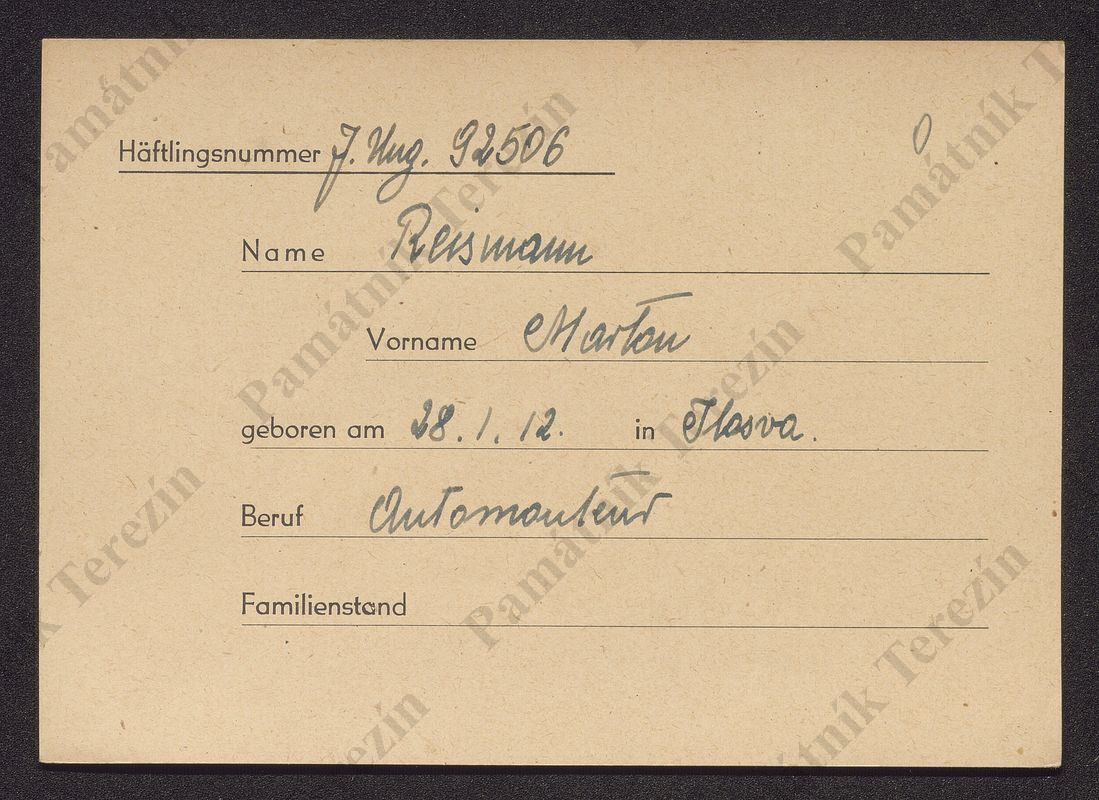 Häftlingsnummer J. Ung. 92506
0
Name Reismann
Vorname Marton
geboren am 28. 1. 12. in Ilosva.
Beruf Automonteur
Familienstand
Památník Terezín